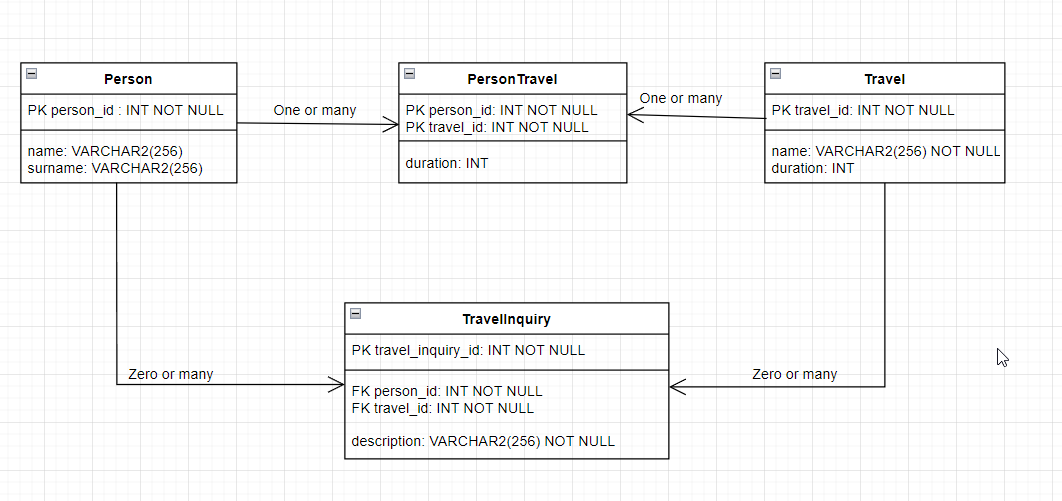 Person
PK person_id : INT NOT NULL
name: VARCHAR2(256)
surname: VARCHAR2(256)
One or many
PersonTravel
PK person_id: INT NOT NULL
PK travel_id: INT NOT NULL
duration: INT
One or many
Travel
PK travel_id: INT NOT NULL
name: VARCHAR2(256) NOT NULL
duration: INT
TravelInquiry
PK travel_inquiry_id: INT NOT NULL
FK person_id: INT NOT NULL
FK travel_id: INT NOT NULL
description: VARCHAR2(256) NOT NULL
Zero or many
Zero or many